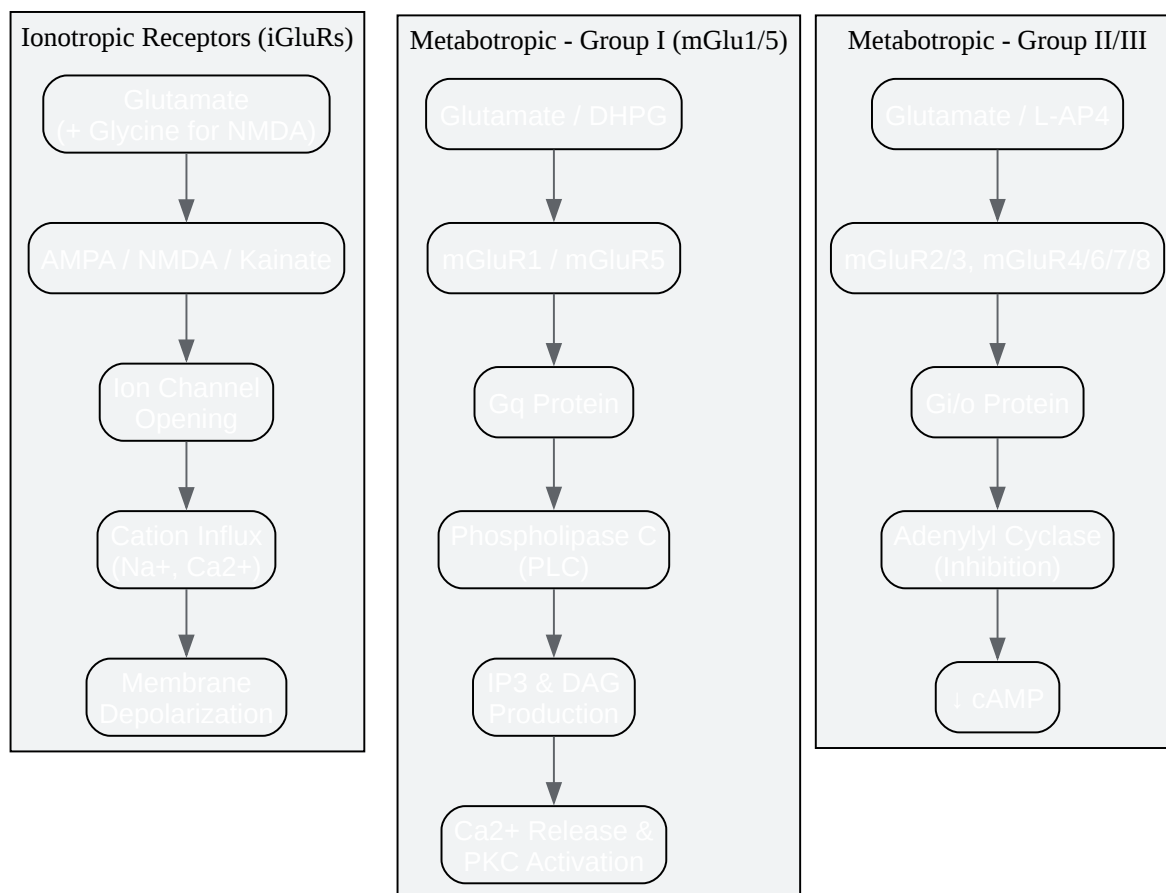 Ionotropic Receptors (iGluRs)
Glutamate
(+ Glycine for NMDA)
AMPA / NMDA / Kainate
Ion Channel
Opening
Cation Influx
(Na+, Ca2+)
Membrane
Depolarization
Metabotropic - Group I (mGlu1/5)
Glutamate / DHPG
mGluR1 / mGluR5
Gq Protein
Phospholipase C
(PLC)
IP3 & DAG
Production
Ca2+ Release &
PKC Activation
Metabotropic - Group II/III
Glutamate / L-AP4
mGluR2/3, mGluR4/6/7/8
Gi/o Protein
Adenylyl Cyclase
(Inhibition)
↓ cAMP